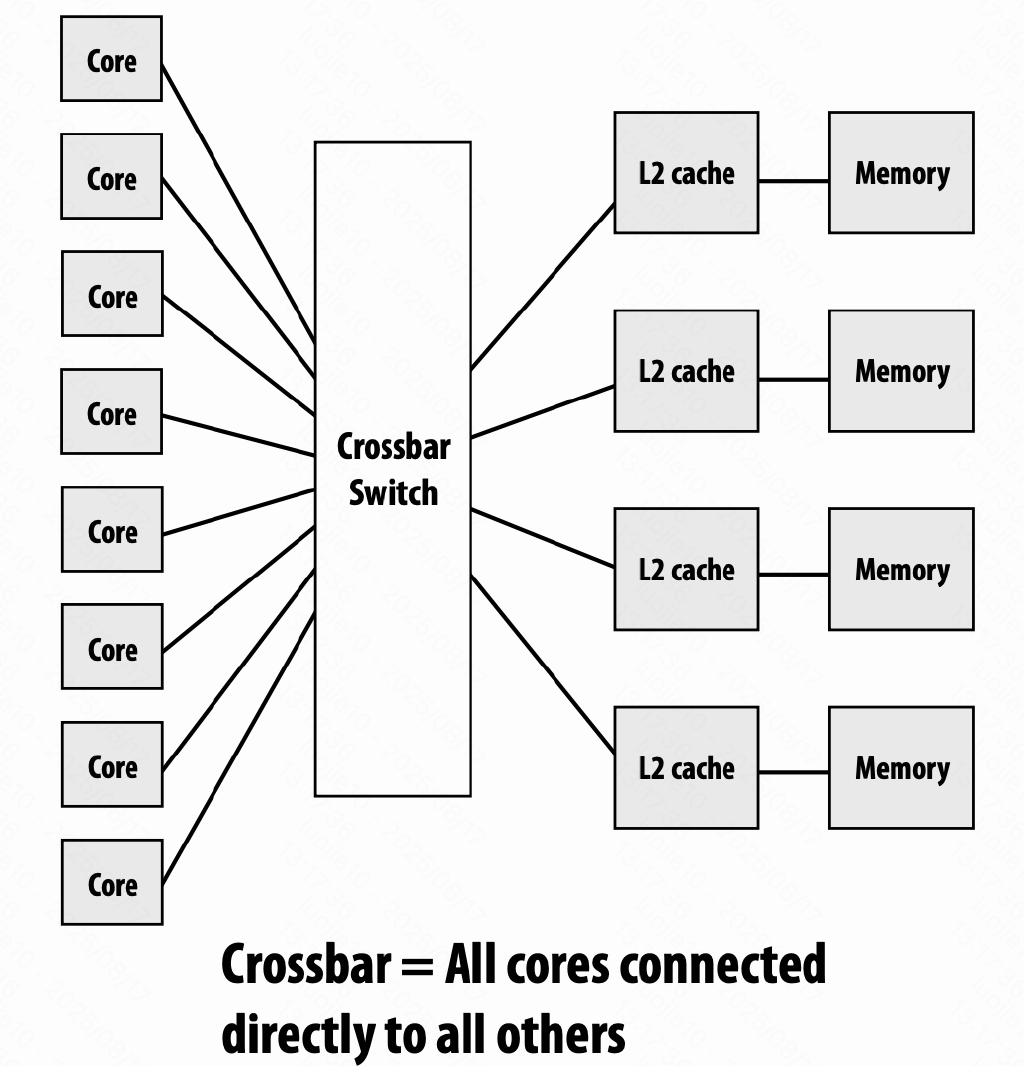 Core
Core
Core
Core
Core
Core
Core
Core
Crossbar
Switch
L2 cache
Memory
L2 cache
Memory
L2 cache
Memory
L2 cache
Memory
Crossbar = All cores connected
directly to all others